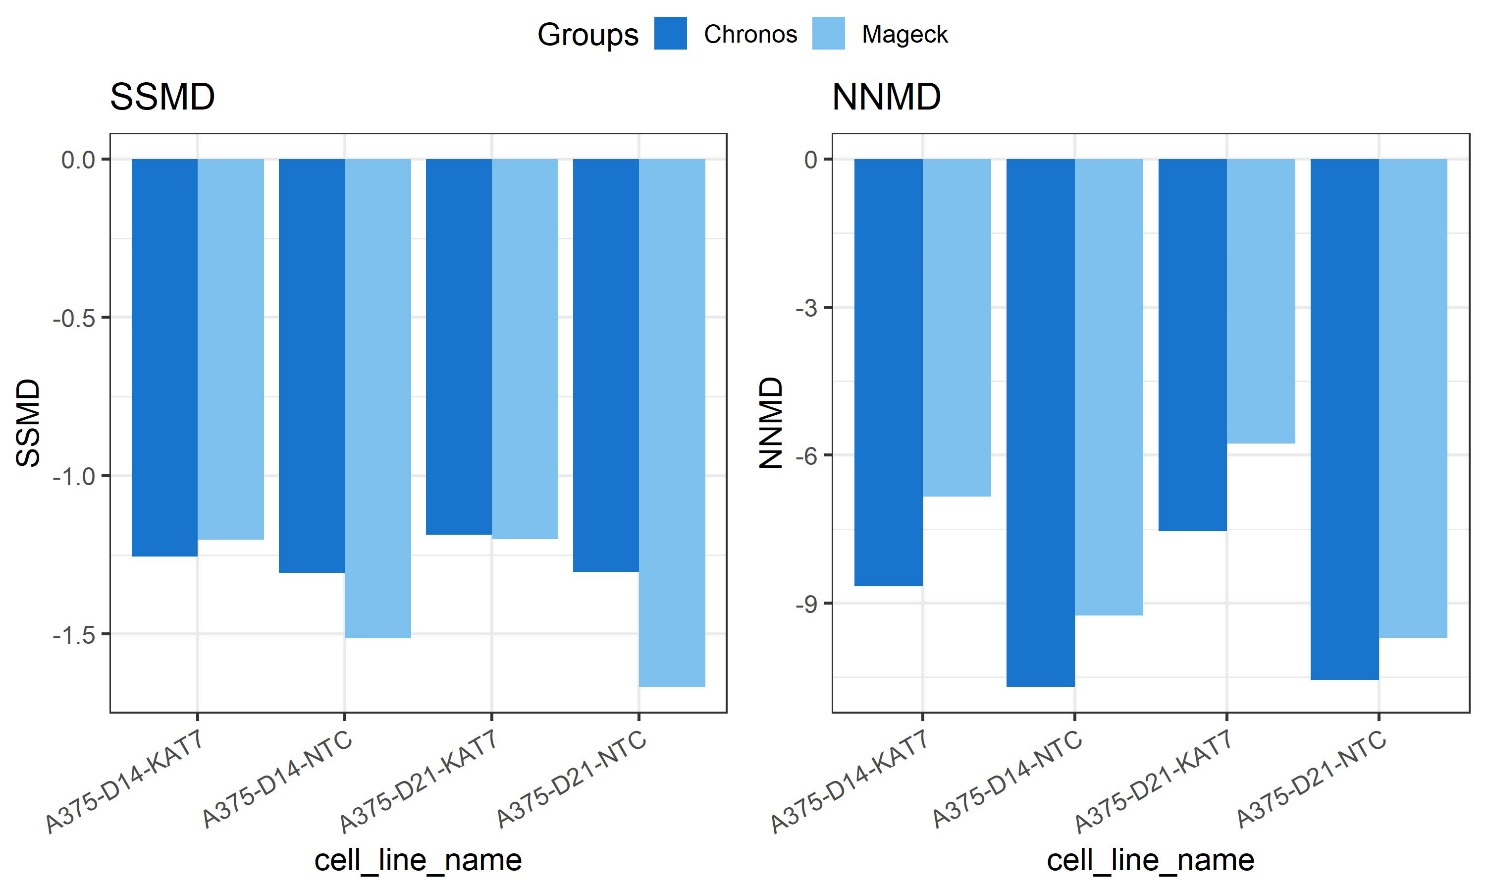 Groups Chronos Mageck
SSMD
SSMD
0.0
-0.5
-1.0
-1.5
A375-D14-KAT7
A375-D14-NTC
A375-D21-KAT7
A375-D21-NTC
cell_line_name
NNMD
NNMD
0
-3
-6
-9
A375-D14-KAT7
A375-D14-NTC
A375-D21-KAT7
A375-D21-NTC
cell_line_name